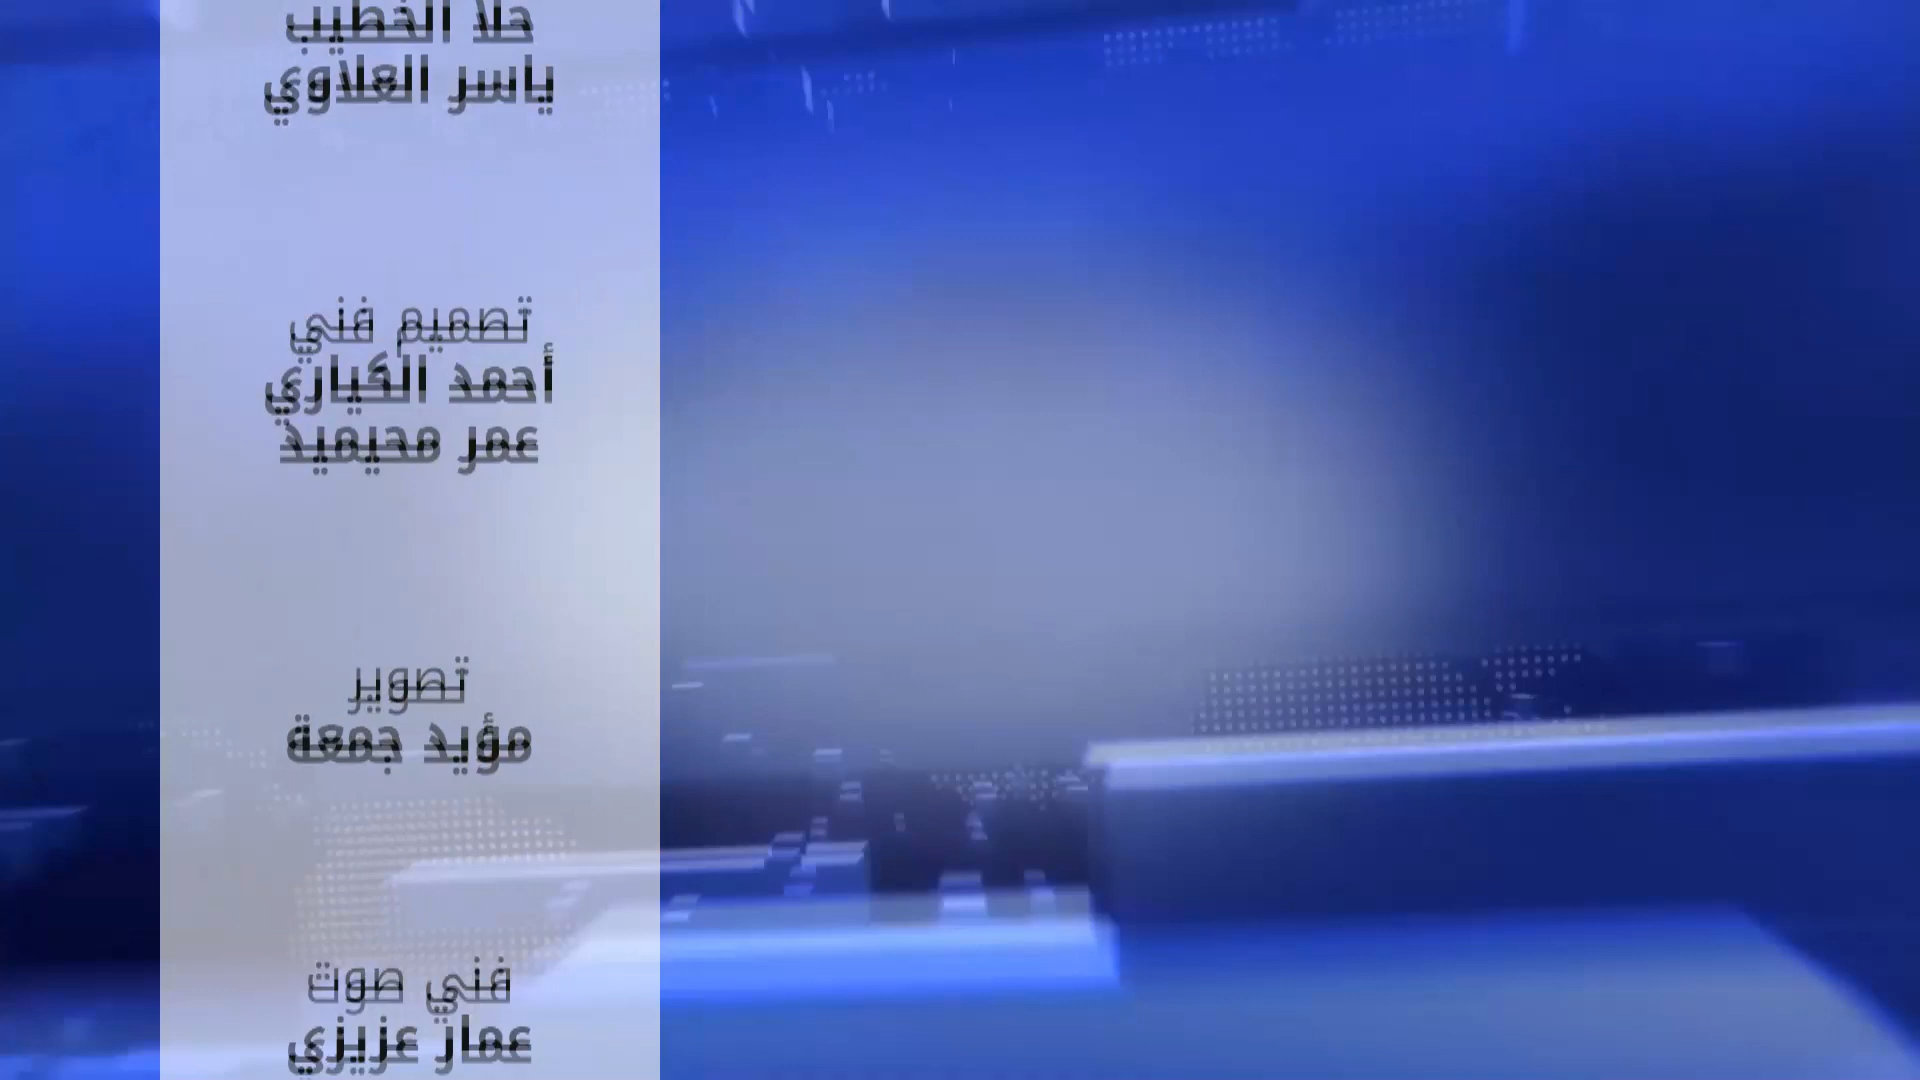 حلا الخطيب
ياسر العلاوي
تصميم فني
أحمد الكياري
عمر محيميد
تصوير
مؤيد جمعة
فني صوت
عمار عزيزي